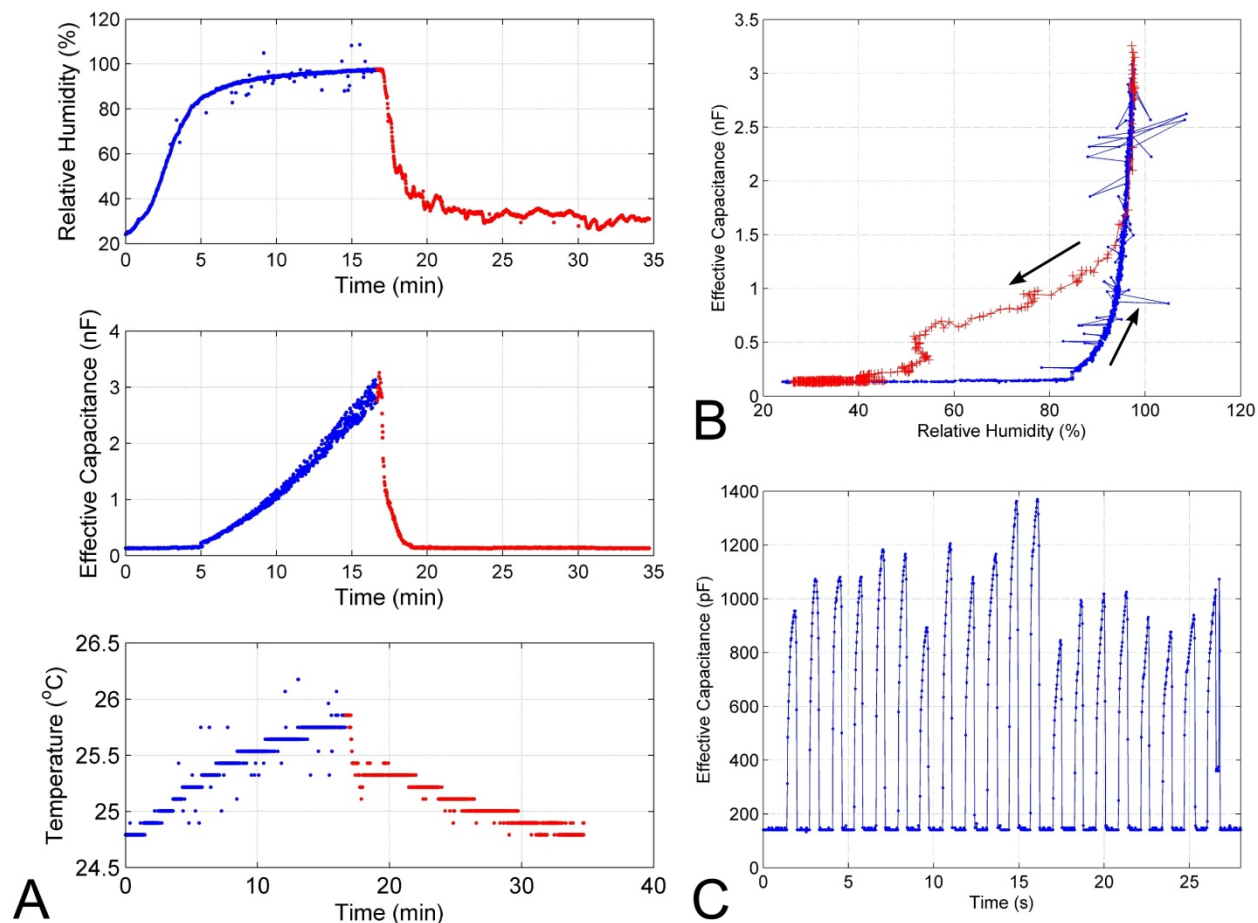 Relative Humidity (%)
120
100
80
60
40
20
0 5 10 15 20 25 30 35
Time (min)
Effective Capacitance (nF)
4
3
2
1
0
0 5 10 15 20 25 30 35
Time (min)
Temperature (°C)
26.5
26
25.5
25
24.5
0 10 20 30 40
Time (min)
A
Effective Capacitance (nF)
3.5
3
2.5
2
1.5
1
0.5
0
20 40 60 80 100 120
Relative Humidity (%)
B
Effective Capacitance (pF)
1400
1200
1000
800
600
400
200
0
0 5 10 15 20 25
Time (s)
C